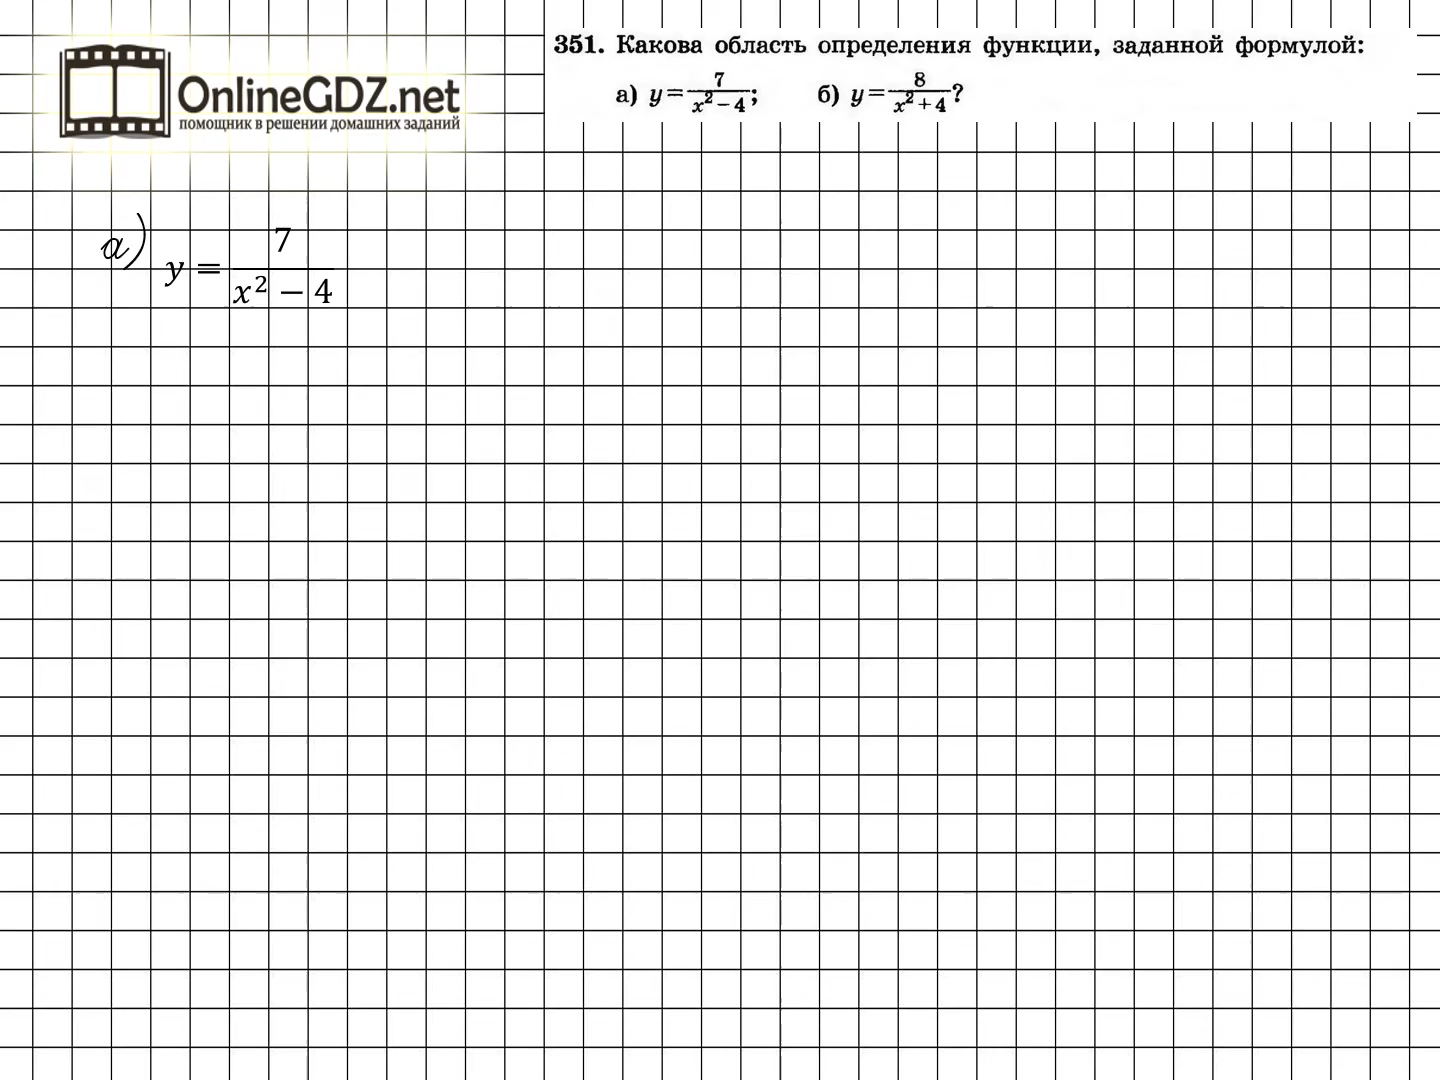 OnlineGDZ.net
помощник в решении домашних заданий
351. Какова область определения функции, заданной формулой:
а) y = 7/(x² − 4); б) y = 8/(x² + 4)?
а) y = 7/(x² − 4)